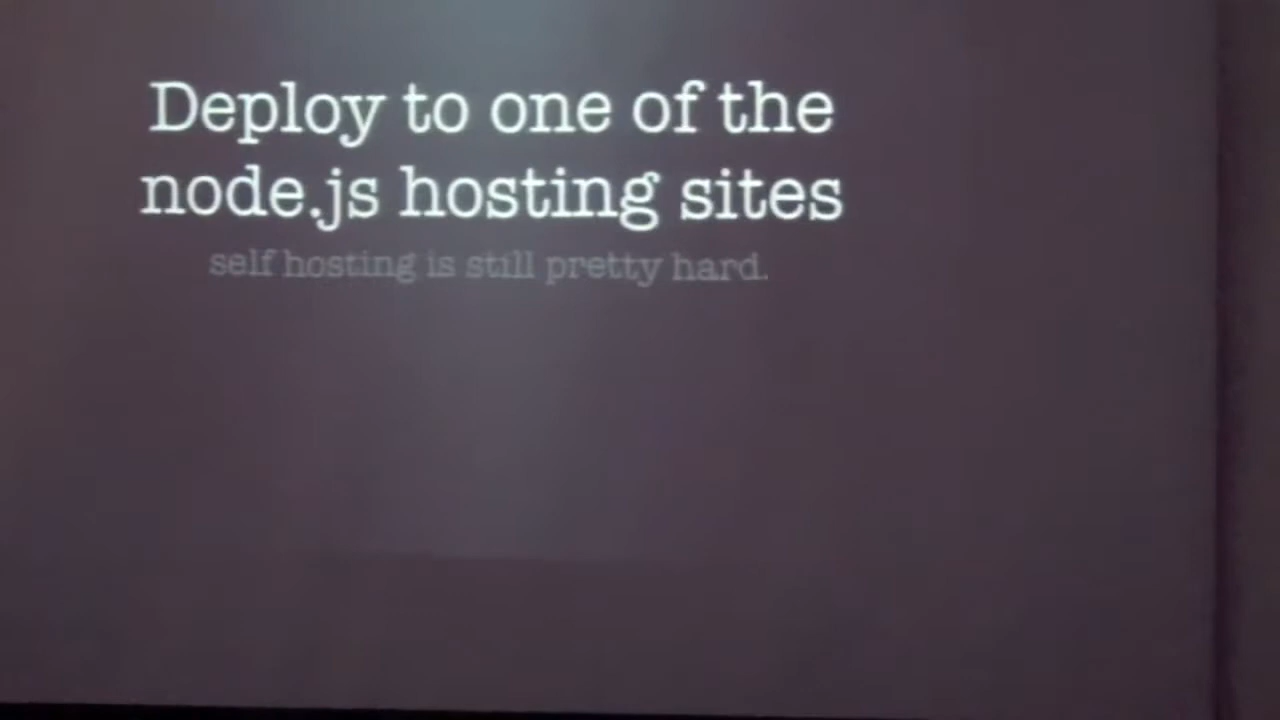 Deploy to one of the
node.js hosting sites
self hosting is still pretty hard.